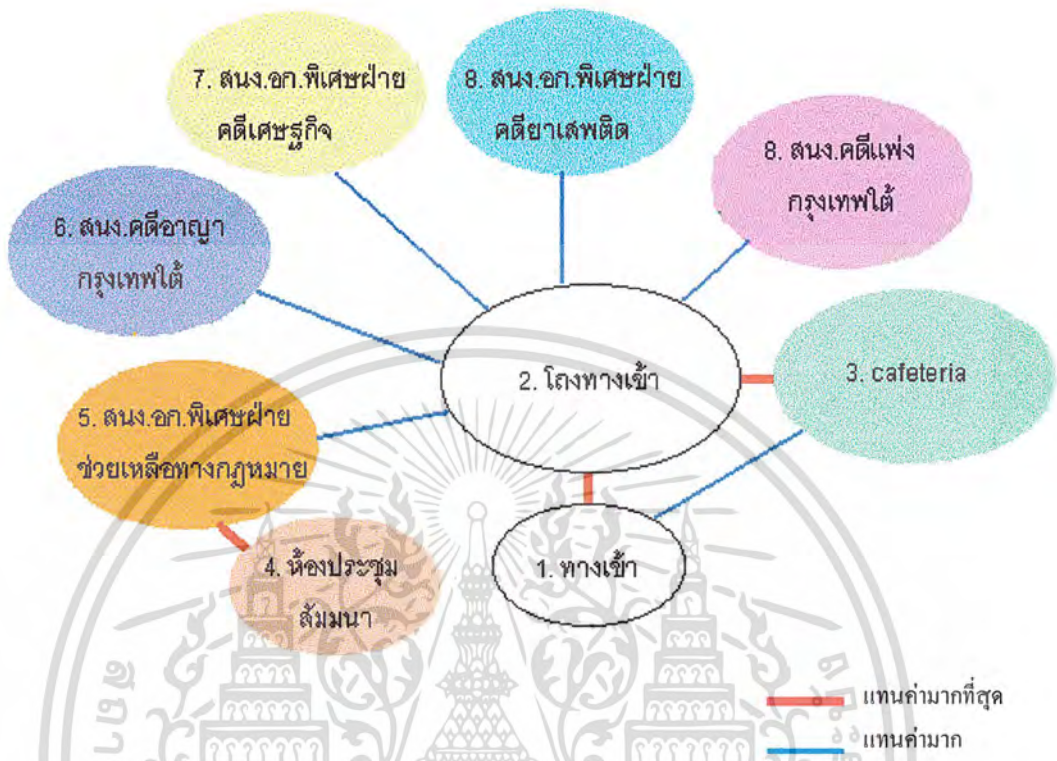 7. สนง.อก.พิเศษฝ่าย
คดีเศรษฐกิจ
8. สนง.อก.พิเศษฝ่าย
คดียาเสพติด
8. สนง.คดีแพ่ง
กรุงเทพใต้
6. สนง.คดีอาญา
กรุงเทพใต้
2. โถงทางเข้า
3. cafeteria
5. สนง.อก.พิเศษฝ่าย
ช่วยเหลือทางกฎหมาย
4. ห้องประชุม
สัมมนา
1. ทางเข้า
แทนค่ามากที่สุด
แทนค่ามาก